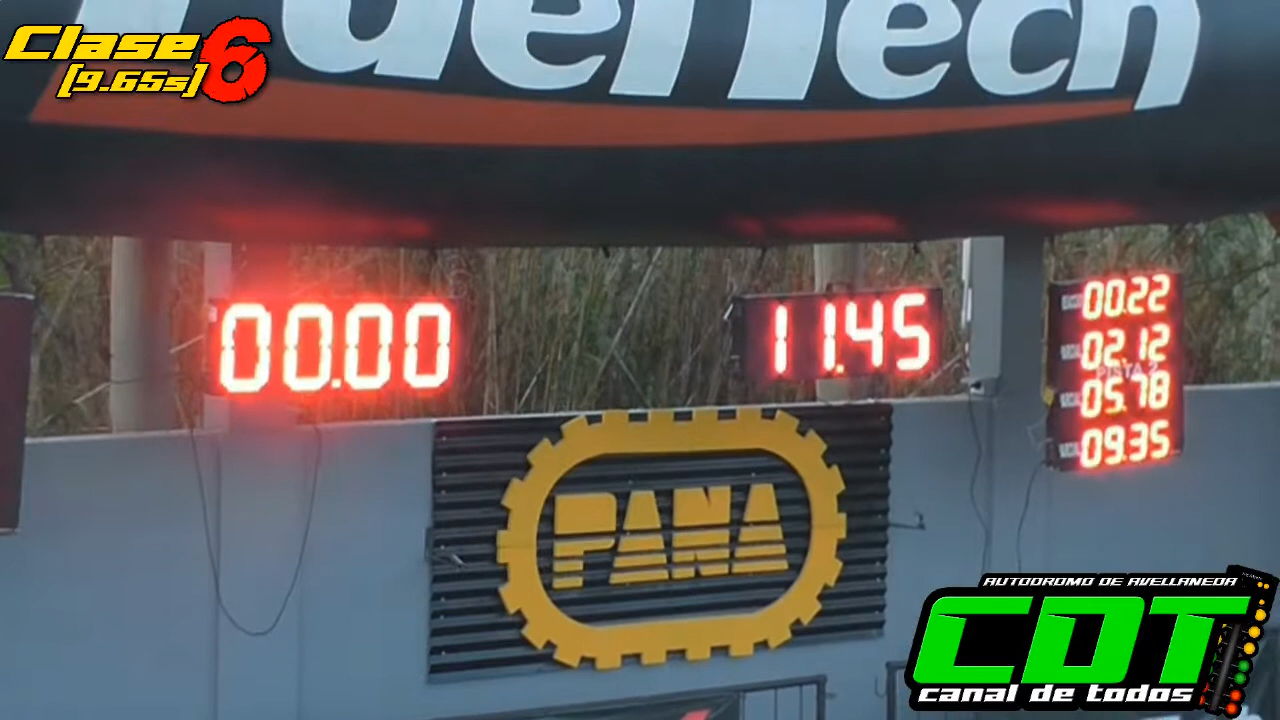 Clase 6
[9.65s]
FuelTech
00.00
11.45
00.22
02.12
PISTA 2
05.78
09.35
PANA
AUTODROMO DE AVELLANEDA
CDT
canal de todos